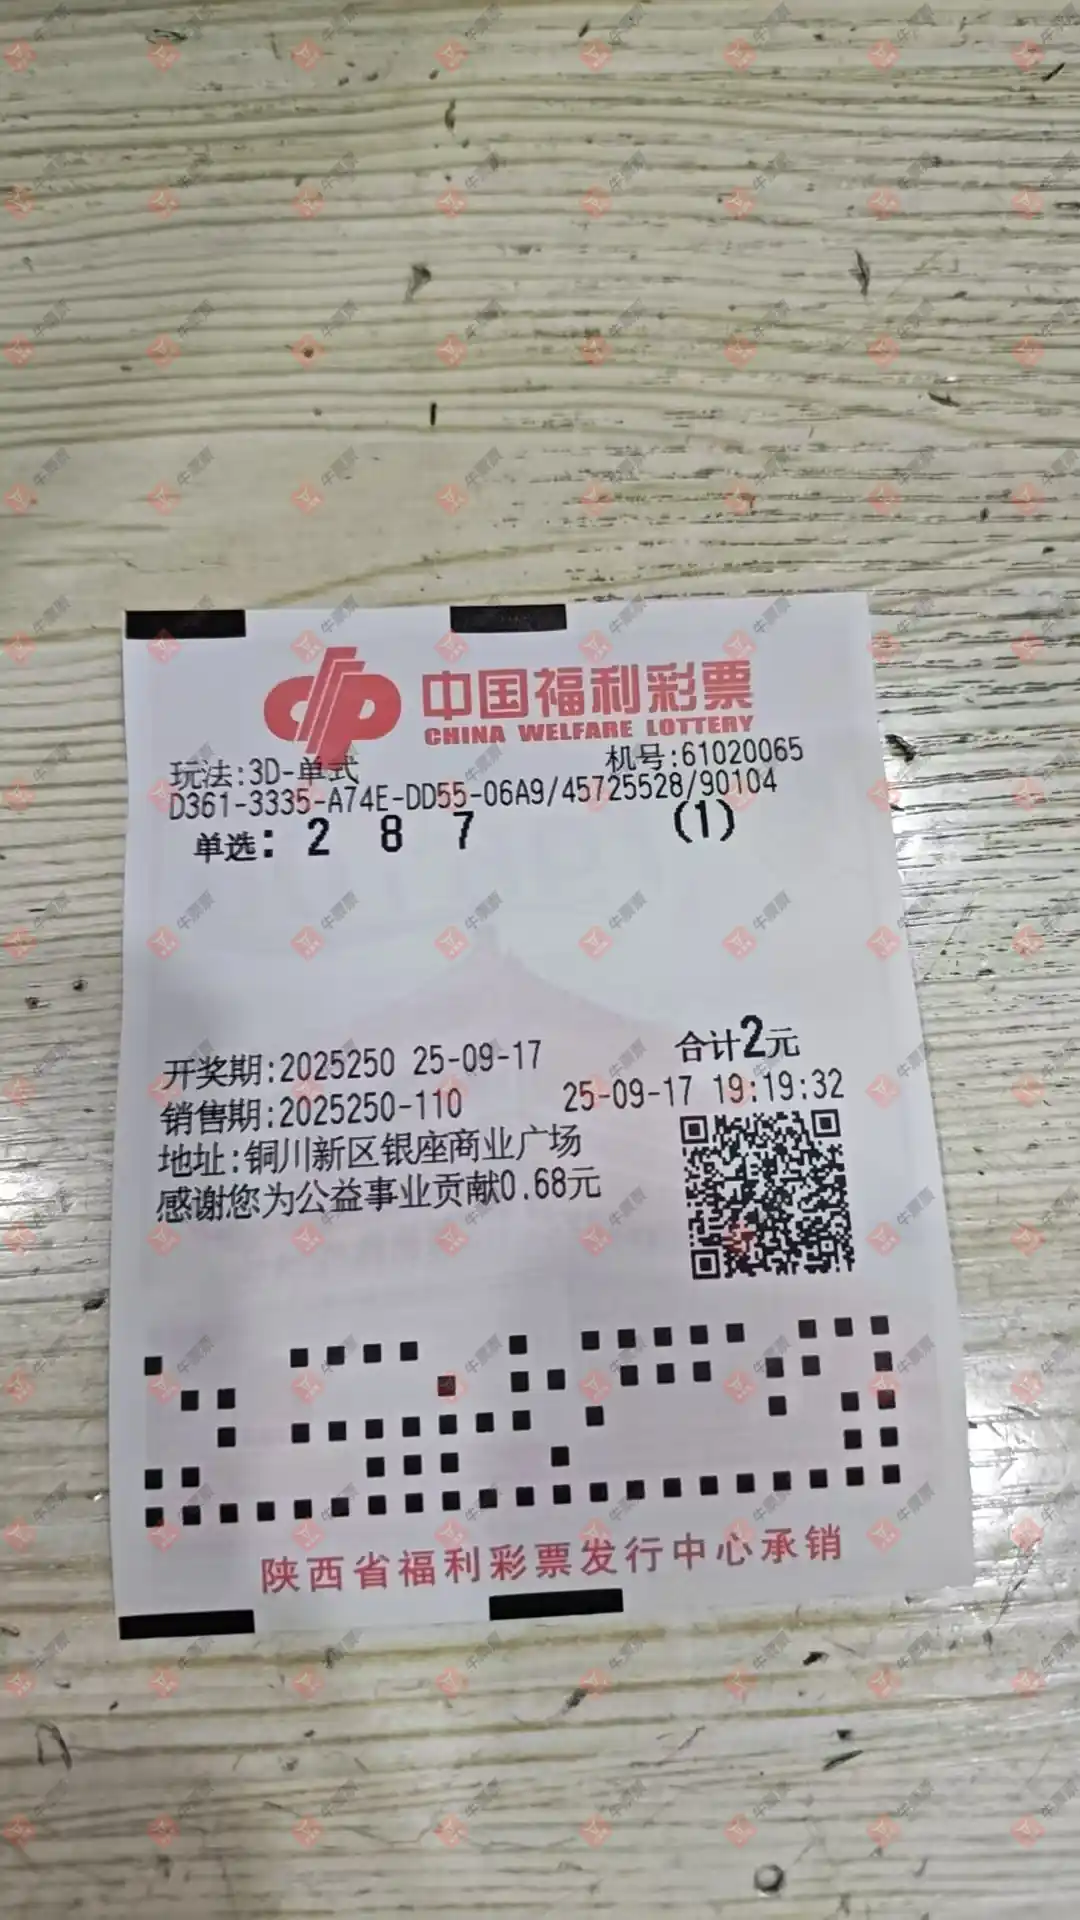 中国福利彩票
CHINA WELFARE LOTTERY
玩法:3D-单式 机号:61020065
D361-3335-A74E-DD55-06A9/45725528/90104
单选: 2 8 7 (1)
合计2元
开奖期:2025250 25-09-17
销售期:2025250-110 25-09-17 19:19:32
地址:铜川新区银座商业广场
感谢您为公益事业贡献0.68元
陕西省福利彩票发行中心承销